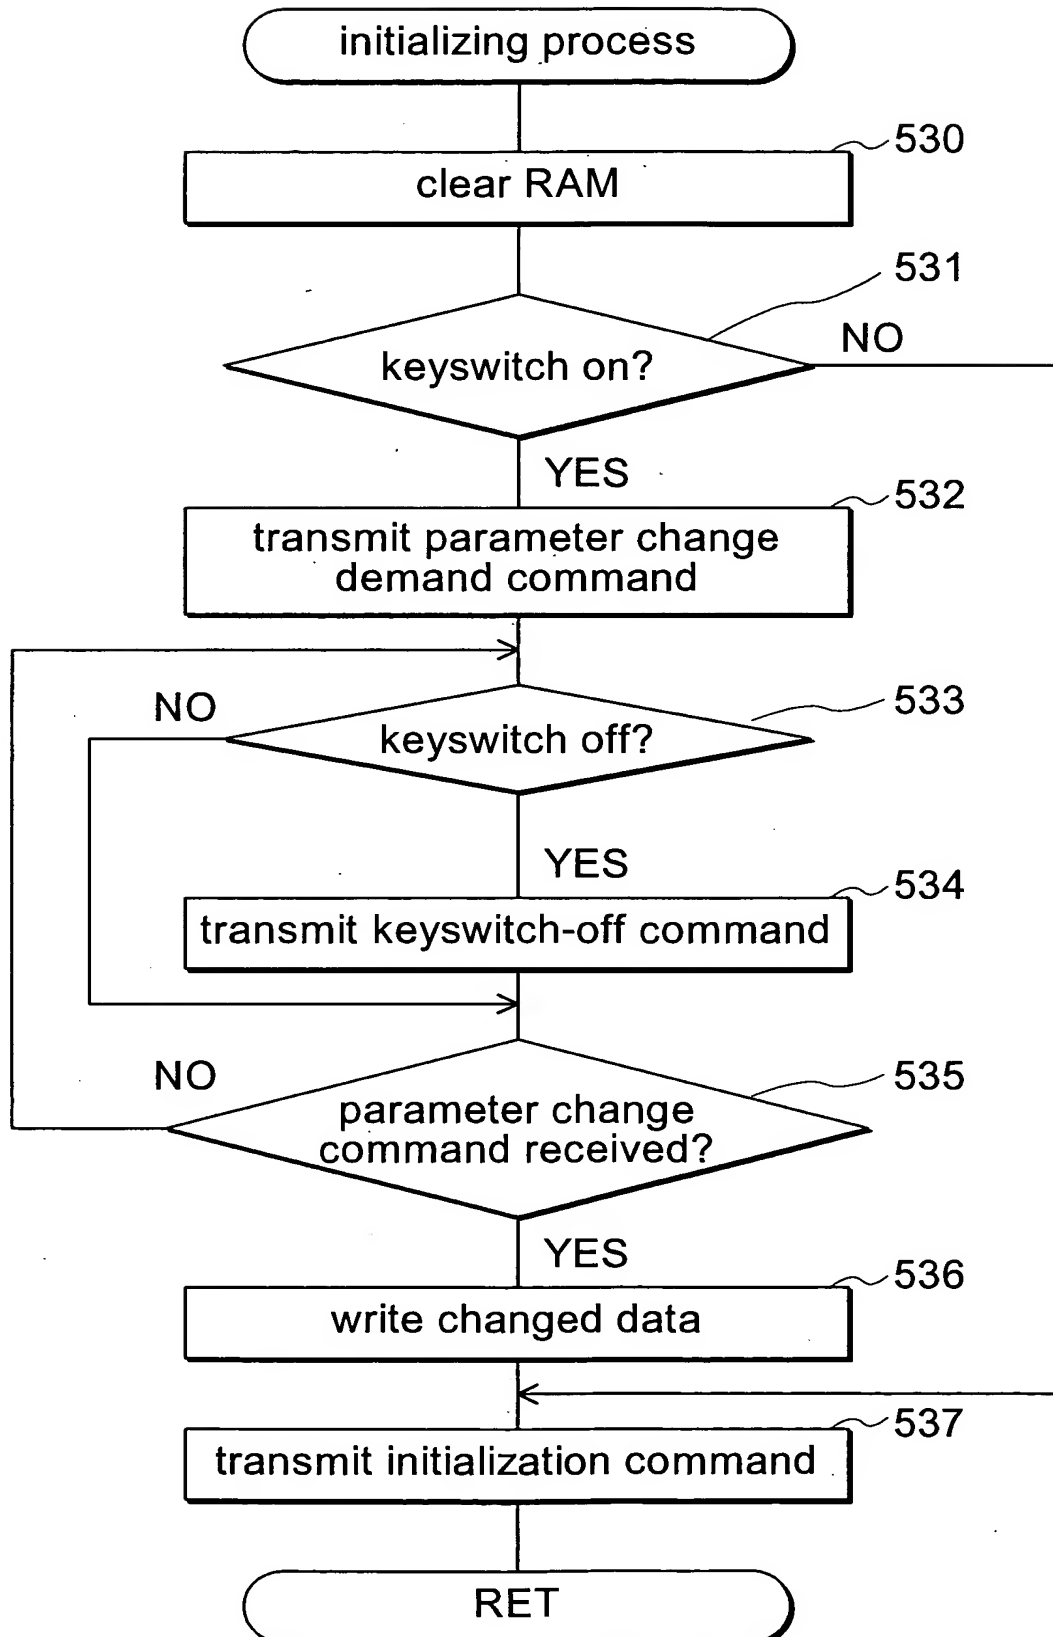 initializing process
530
clear RAM
531
keyswitch on?
NO
YES
532
transmit parameter change
demand command
NO
533
keyswitch off?
YES
534
transmit keyswitch-off command
NO
535
parameter change
command received?
YES
536
write changed data
537
transmit initialization command
RET